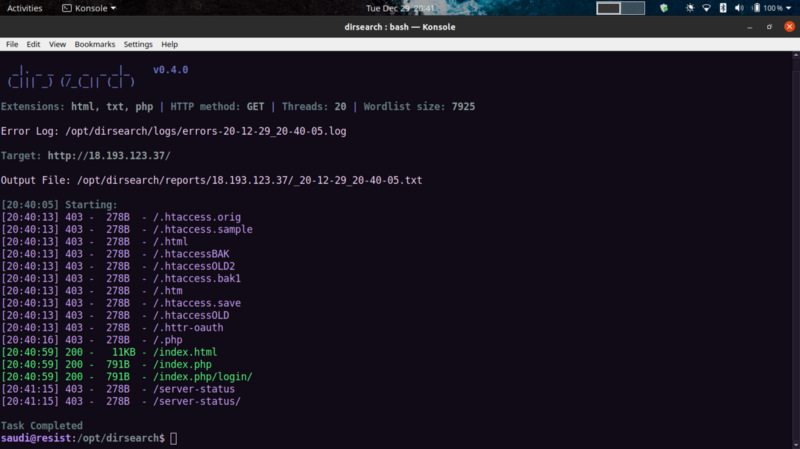 Activities Konsole Tue Dec 29 20:41 100 %
dirsearch : bash — Konsole
File Edit View Bookmarks Settings Help
_|. _ _  _  _  _ _|_    v0.4.0
(_||| _) (/_(_|| (_| )
Extensions: html, txt, php | HTTP method: GET | Threads: 20 | Wordlist size: 7925
Error Log: /opt/dirsearch/logs/errors-20-12-29_20-40-05.log
Target: http://18.193.123.37/
Output File: /opt/dirsearch/reports/18.193.123.37/_20-12-29_20-40-05.txt
[20:40:05] Starting:
[20:40:13] 403 -  278B  - /.htaccess.orig
[20:40:13] 403 -  278B  - /.htaccess.sample
[20:40:13] 403 -  278B  - /.html
[20:40:13] 403 -  278B  - /.htaccessBAK
[20:40:13] 403 -  278B  - /.htaccessOLD2
[20:40:13] 403 -  278B  - /.htaccess.bak1
[20:40:13] 403 -  278B  - /.htm
[20:40:13] 403 -  278B  - /.htaccess.save
[20:40:13] 403 -  278B  - /.htaccessOLD
[20:40:13] 403 -  278B  - /.httr-oauth
[20:40:16] 403 -  278B  - /.php
[20:40:59] 200 -   11KB - /index.html
[20:40:59] 200 -  791B  - /index.php
[20:40:59] 200 -  791B  - /index.php/login/
[20:41:15] 403 -  278B  - /server-status
[20:41:15] 403 -  278B  - /server-status/
Task Completed
saudi@resist:/opt/dirsearch$